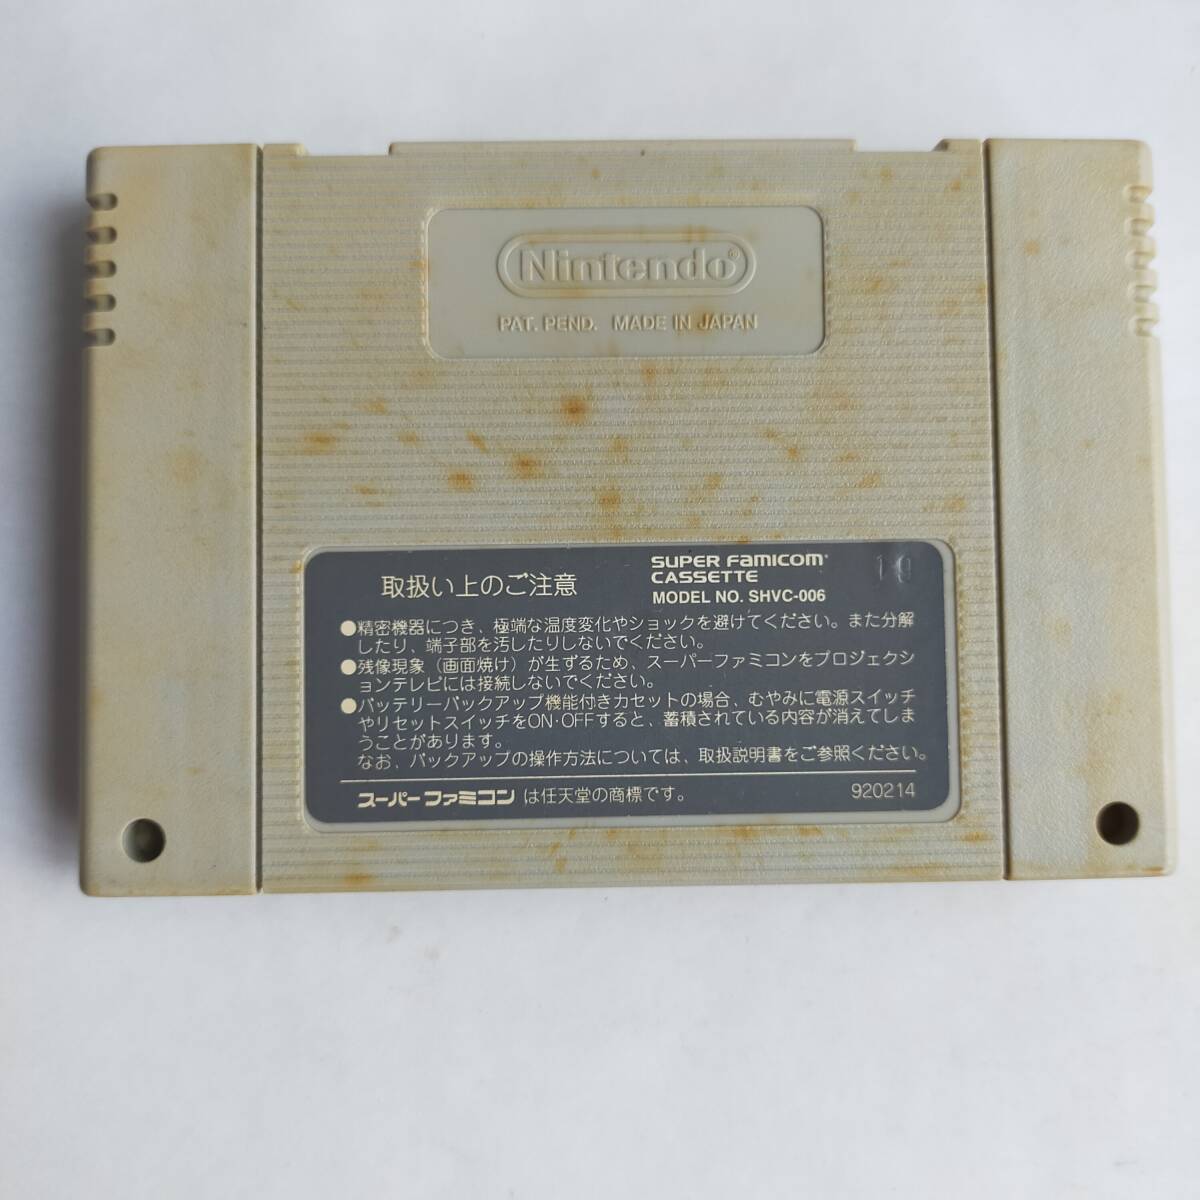 Nintendo®
PAT. PEND. MADE IN JAPAN
取扱い上のご注意
SUPER FAMICOM
CASSETTE
MODEL NO. SHVC-006
19
●精密機器につき、極端な温度変化やショックを避けてください。また分解
したり、端子部を汚したりしないでください。
●残像現象（画面焼け）が生ずるため、スーパーファミコンをプロジェクシ
ョンテレビには接続しないでください。
●バッテリーバックアップ機能付きカセットの場合、むやみに電源スイッチ
やリセットスイッチをON・OFFすると、蓄積されている内容が消えてしま
うことがあります。
なお、バックアップの操作方法については、取扱説明書をご参照ください。
スーパーファミコン は任天堂の商標です。
920214